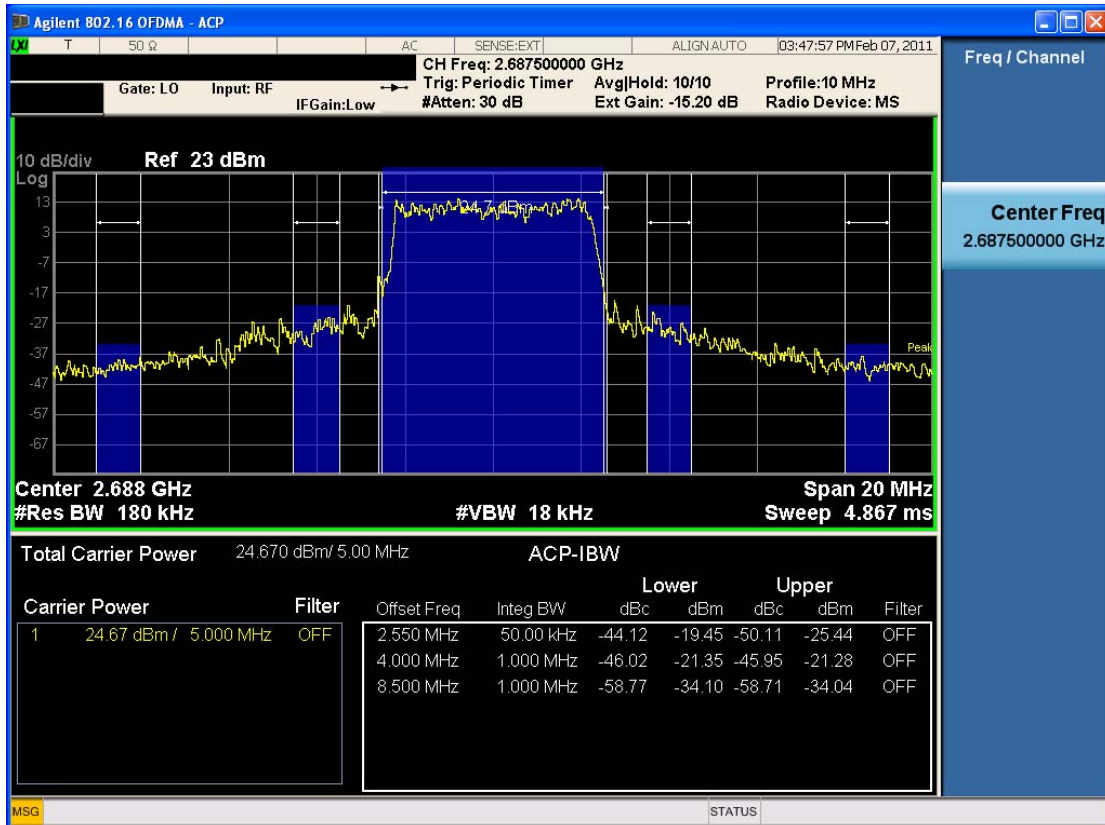 Agilent 802.16 OFDMA - ACP
LXI T 50 Ω AC SENSE:EXT ALIGN AUTO 03:47:57 PM Feb 07, 2011
CH Freq: 2.687500000 GHz
Gate: LO Input: RF Trig: Periodic Timer Avg|Hold: 10/10 Profile:10 MHz
IFGain:Low #Atten: 30 dB Ext Gain: -15.20 dB Radio Device: MS
Freq / Channel
Center Freq
2.687500000 GHz
10 dB/div Ref 23 dBm
Log
13
3
-7
-17
-27
-37
-47
-57
-67
24.7 dBm
Peak
Center 2.688 GHz Span 20 MHz
#Res BW 180 kHz #VBW 18 kHz Sweep 4.867 ms
Total Carrier Power 24.670 dBm/ 5.00 MHz ACP-IBW
Lower Upper
Carrier Power Filter Offset Freq Integ BW dBc dBm dBc dBm Filter
1 24.67 dBm / 5.000 MHz OFF 2.550 MHz 50.00 kHz -44.12 -19.45 -50.11 -25.44 OFF
4.000 MHz 1.000 MHz -46.02 -21.35 -45.95 -21.28 OFF
8.500 MHz 1.000 MHz -58.77 -34.10 -58.71 -34.04 OFF
MSG STATUS